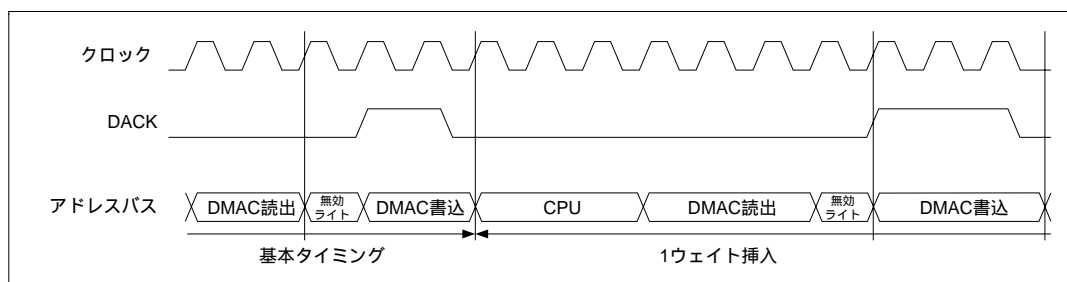 クロック
DACK
アドレスバス
DMAC読出
無効
ライト
DMAC書込
CPU
DMAC読出
無効
ライト
DMAC書込
基本タイミング
1ウェイト挿入